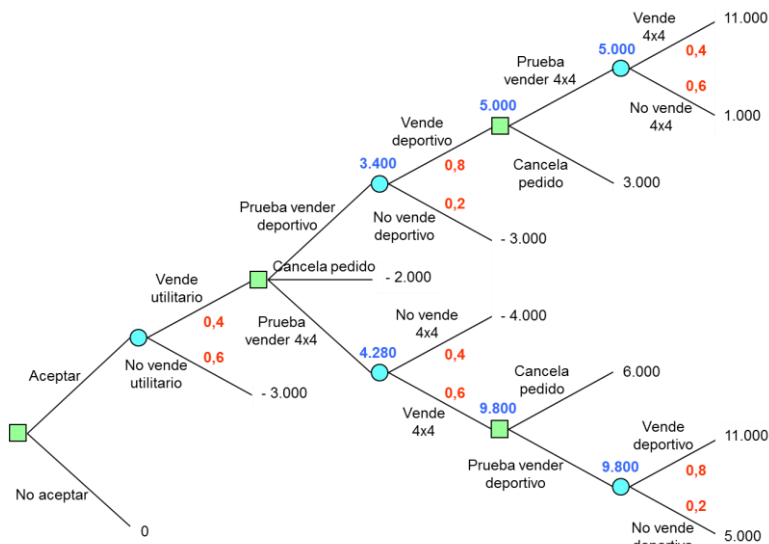 Vende
4x4
11.000
0,4
5.000
Prueba
vender 4x4
0,6
No vende
4x4
1.000
5.000
Vende
deportivo
0,8
3.400
Cancela
pedido
3.000
0,2
Prueba vender
deportivo
No vende
deportivo
- 3.000
Cancela pedido
- 2.000
Vende
utilitario
0,4
Prueba
vender 4x4
No vende
4x4
- 4.000
0,4
4.280
0,6
No vende
utilitario
- 3.000
Aceptar
Vende
4x4
0,6
9.800
Cancela
pedido
6.000
Vende
deportivo
11.000
0,8
Prueba vender
deportivo
9.800
0,2
No vende
deportivo
5.000
No aceptar
0